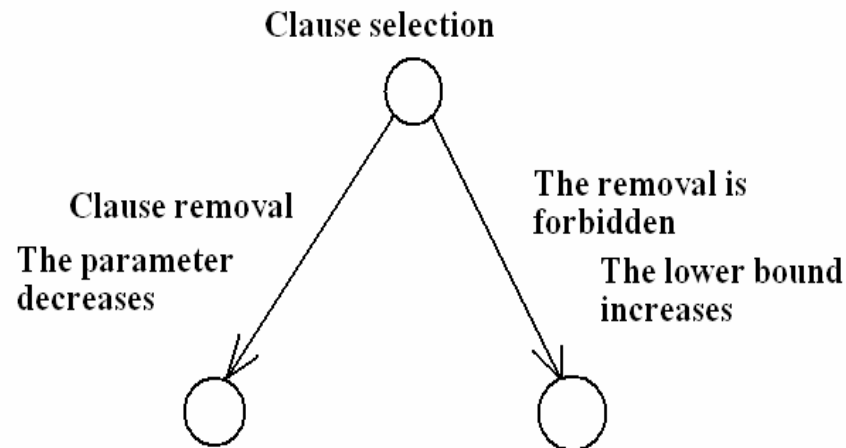 Clause selection
Clause removal
The parameter
decreases
The removal is
forbidden
The lower bound
increases